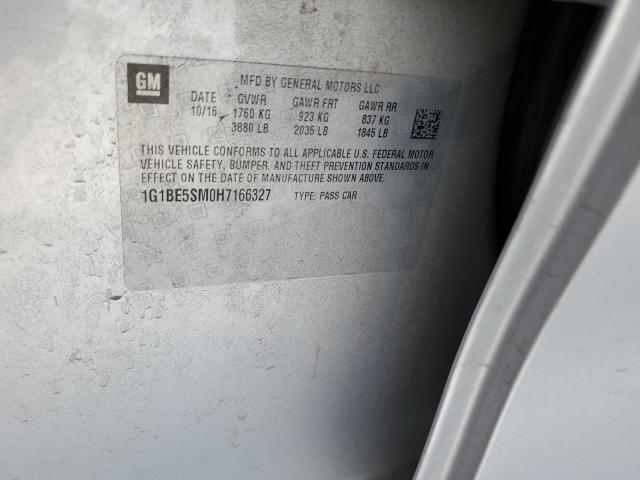 GM
MFD BY GENERAL MOTORS LLC
DATE GVWR GAWR FRT GAWR RR
10/16 1760 KG 923 KG 837 KG
3880 LB 2035 LB 1845 LB
THIS VEHICLE CONFORMS TO ALL APPLICABLE U.S. FEDERAL MOTOR
VEHICLE SAFETY, BUMPER, AND THEFT PREVENTION STANDARDS IN
EFFECT ON THE DATE OF MANUFACTURE SHOWN ABOVE.
1G1BE5SM0H7166327 TYPE: PASS CAR